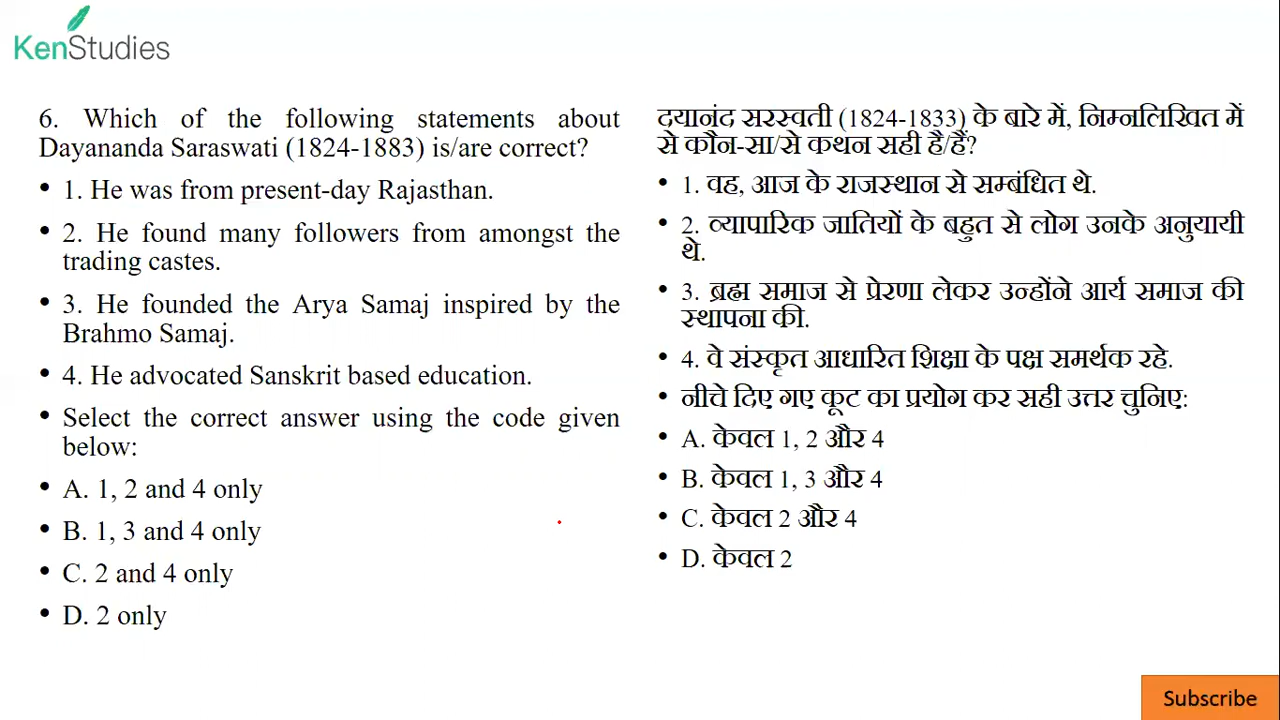 KenStudies
6. Which of the following statements about
Dayananda Saraswati (1824-1883) is/are correct?
• 1. He was from present-day Rajasthan.
• 2. He found many followers from amongst the
trading castes.
• 3. He founded the Arya Samaj inspired by the
Brahmo Samaj.
• 4. He advocated Sanskrit based education.
• Select the correct answer using the code given
below:
• A. 1, 2 and 4 only
• B. 1, 3 and 4 only
• C. 2 and 4 only
• D. 2 only
दयानंद सरस्वती (1824-1833) के बारे में, निम्नलिखित में
से कौन-सा/से कथन सही है/हैं?
• 1. वह, आज के राजस्थान से सम्बंधित थे.
• 2. व्यापारिक जातियों के बहुत से लोग उनके अनुयायी
थे.
• 3. ब्रह्म समाज से प्रेरणा लेकर उन्होंने आर्य समाज की
स्थापना की.
• 4. वे संस्कृत आधारित शिक्षा के पक्ष समर्थक रहे.
• नीचे दिए गए कूट का प्रयोग कर सही उत्तर चुनिए:
• A. केवल 1, 2 और 4
• B. केवल 1, 3 और 4
• C. केवल 2 और 4
• D. केवल 2
Subscribe